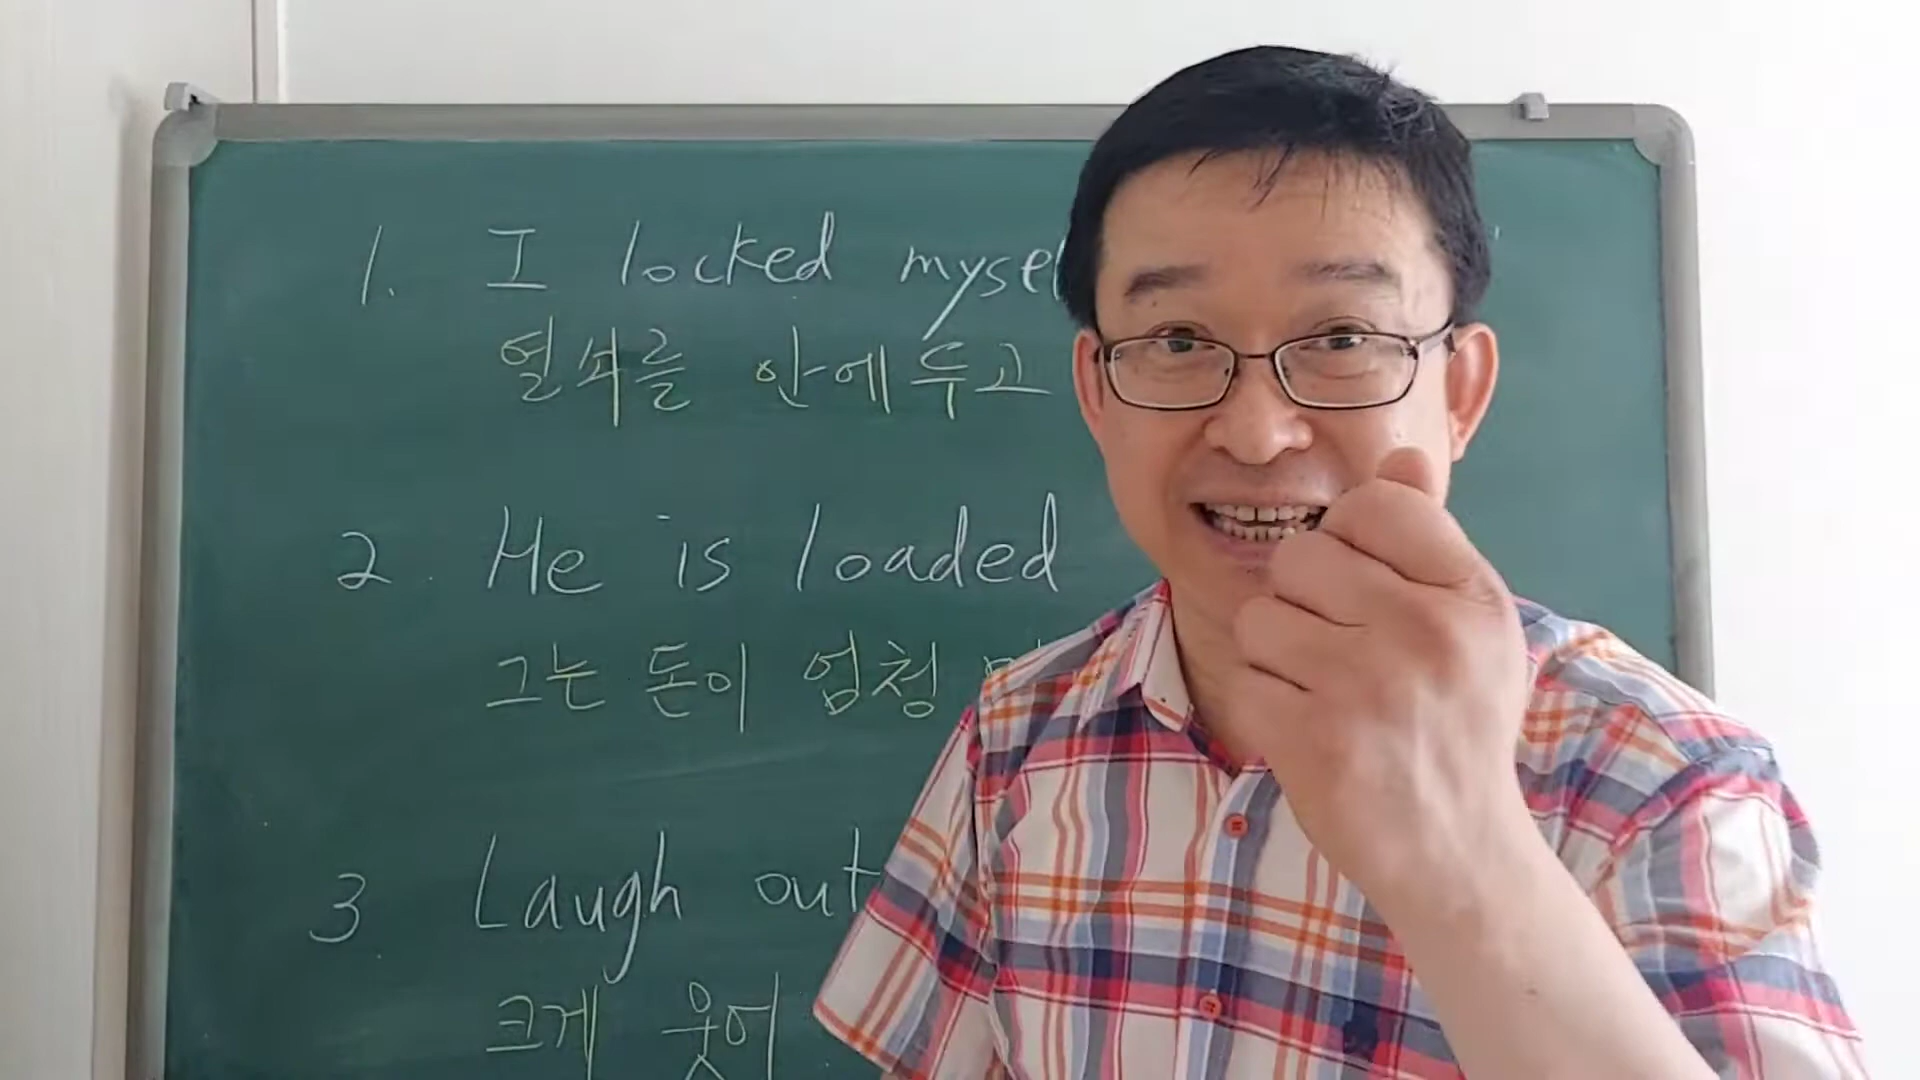 1. I locked mysel
열쇠를 안에 두고
2. He is loaded
그는 돈이 엄청
3 Laugh out
크게 웃어